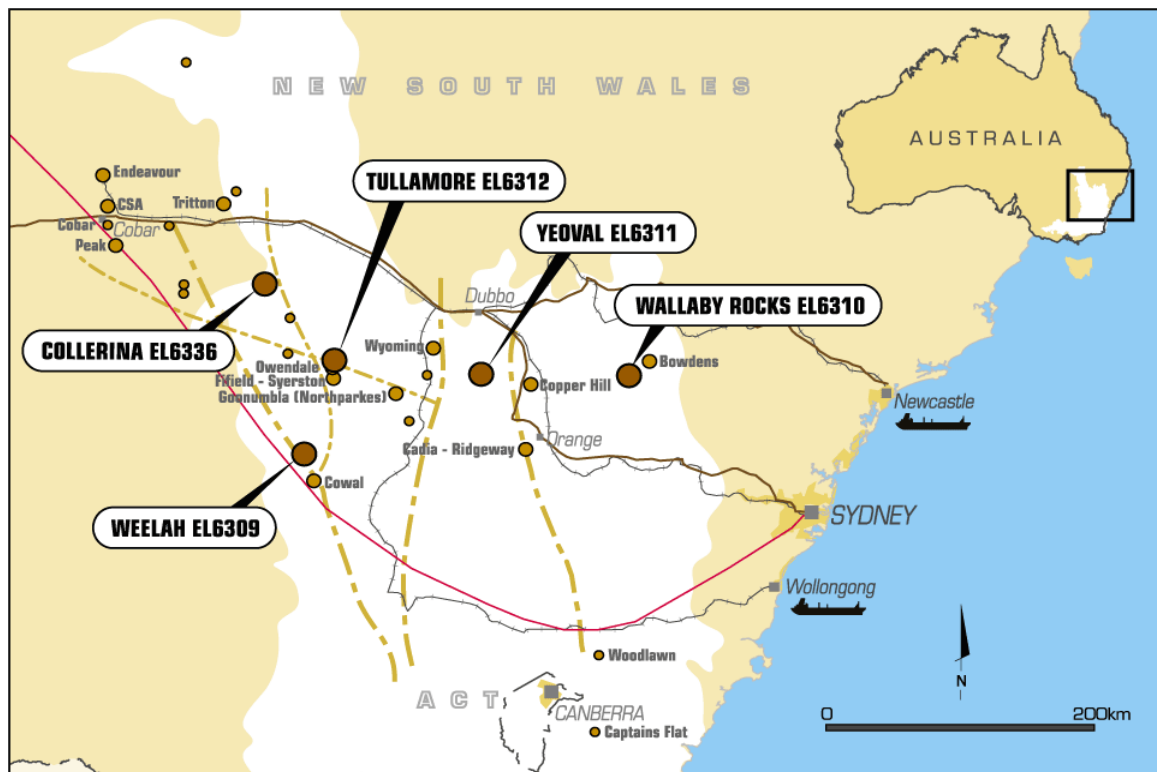 NEW SOUTH WALES
AUSTRALIA
Endeavour
TULLAMORE EL6312
CSA
Tritton
Cobar
Cobar
YEOVAL EL6311
Peak
Dubbo
WALLABY ROCKS EL6310
COLLERINA EL6336
Wyoming
Owendale
Bowdens
Fifield - Syerston
Copper Hill
Goonumbla (Northparkes)
Newcastle
Orange
Cadia - Ridgeway
Cowal
WEELAH EL6309
SYDNEY
Wollongong
Woodlawn
N
ACT
CANBERRA
0
200km
Captains Flat